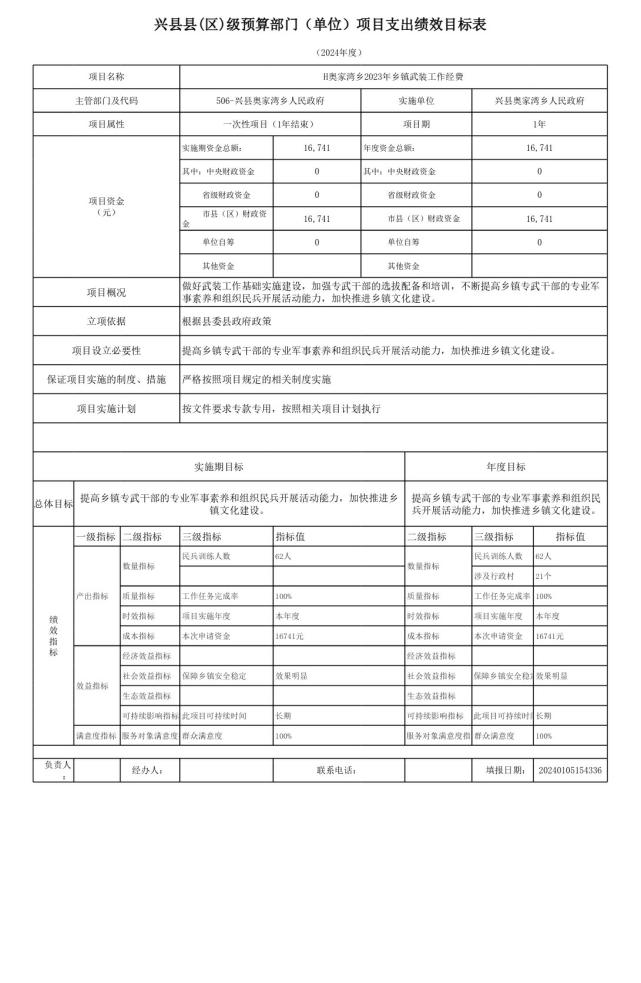 兴县县(区)级预算部门（单位）项目支出绩效目标表
（2024年度）
项目名称 H奥家湾乡2023年乡镇武装工作经费
主管部门及代码 506-兴县奥家湾乡人民政府 实施单位 兴县奥家湾乡人民政府
项目属性 一次性项目（1年结束） 项目期 1年
项目资金
（元）
实施期资金总额： 16,741 年度资金总额： 16,741
其中：中央财政资金 0 其中：中央财政资金 0
省级财政资金 0 省级财政资金 0
市县（区）财政资
金 16,741 市县（区）财政资金 16,741
单位自筹 0 单位自筹 0
其他资金 其他资金
项目概况 做好武装工作基础实施建设，加强专武干部的选拔配备和培训，不断提高乡镇专武干部的专业军
事素养和组织民兵开展活动能力，加快推进乡镇文化建设。
立项依据 根据县委县政府政策
项目设立必要性 提高乡镇专武干部的专业军事素养和组织民兵开展活动能力，加快推进乡镇文化建设。
保证项目实施的制度、措施 严格按照项目规定的相关制度实施
项目实施计划 按文件要求专款专用，按照相关项目计划执行
实施期目标 年度目标
总体目标 提高乡镇专武干部的专业军事素养和组织民兵开展活动能力，加快推进乡
镇文化建设。
提高乡镇专武干部的专业军事素养和组织民
兵开展活动能力，加快推进乡镇文化建设。
绩效指标
一级指标 二级指标 三级指标 指标值 二级指标 三级指标 指标值
产出指标 数量指标 民兵训练人数 62人 数量指标 民兵训练人数 62人
涉及行政村 21个
质量指标 工作任务完成率 100% 质量指标 工作任务完成率 100%
时效指标 项目实施年度 本年度 时效指标 项目实施年度 本年度
成本指标 本次申请资金 16741元 成本指标 本次申请资金 16741元
效益指标 经济效益指标 经济效益指标
社会效益指标 保障乡镇安全稳定 效果明显 社会效益指标 保障乡镇安全稳定 效果明显
生态效益指标 生态效益指标
可持续影响指标 此项目可持续时间 长期 可持续影响指标 此项目可持续时间 长期
满意度指标 服务对象满意度 群众满意度 100% 服务对象满意度指 群众满意度 100%
负责人
： 经办人： 联系电话： 填报日期： 20240105154336